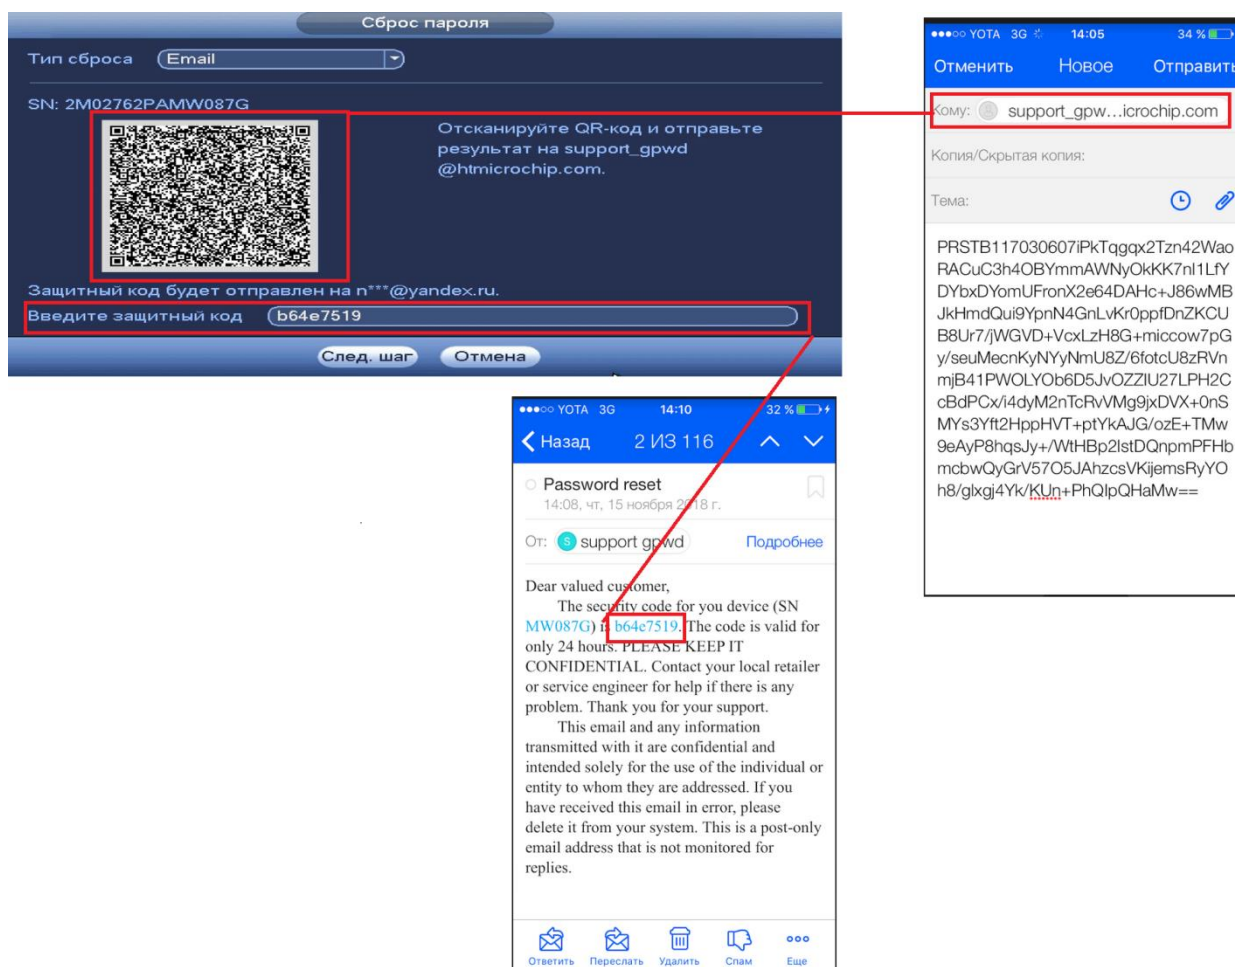 Сброс пароля
Тип сброса Email
SN: 2M02762PAMW087G
Отсканируйте QR-код и отправьте
результат на support_gpwd
@htmicrochip.com.
Защитный код будет отправлен на n***@yandex.ru.
Введите защитный код b64e7519
След. шаг Отмена
YOTA 3G 14:05 34 %
Отменить Новое Отправить
Кому: support_gpw...icrochip.com
Копия/Скрытая копия:
Тема:
PRSTB117030607iPkTqgqx2Tzn42Wao
RACuC3h4OBYmmAWNyOkKK7nI1LfY
DYbxDYomUFronX2e64DAHc+J86wMB
JkHmdQui9YpnN4GnLvKr0ppfDnZKCU
B8Ur7/jWGVD+VcxLzH8G+miccow7pG
y/seuMecnKyNYyNmU8Z/6fotcU8zRVn
mjB41PWOLYOb6D5JvOZZIU27LPH2C
cBdPCx/i4dyM2nTcRvVMg9jxDVX+0nS
MYs3Yft2HppHVT+ptYkAJG/ozE+TMw
9eAyP8hqsJy+/WtHBp2IstDQnpmPFHb
mcbwQyGrV57O5JAhzcsVKijemsRyYO
h8/glxgj4Yk/KUn+PhQIpQHaMw==
YOTA 3G 14:10 32 %
Назад 2 ИЗ 116
Password reset
14:08, чт, 15 ноября 2018 г.
От: S support gpwd Подробнее
Dear valued customer,
The security code for you device (SN
MW087G) is b64e7519. The code is valid for
only 24 hours. PLEASE KEEP IT
CONFIDENTIAL. Contact your local retailer
or service engineer for help if there is any
problem. Thank you for your support.
This email and any information
transmitted with it are confidential and
intended solely for the use of the individual or
entity to whom they are addressed. If you
have received this email in error, please
delete it from your system. This is a post-only
email address that is not monitored for
replies.
Ответить Переслать Удалить Спам Еще